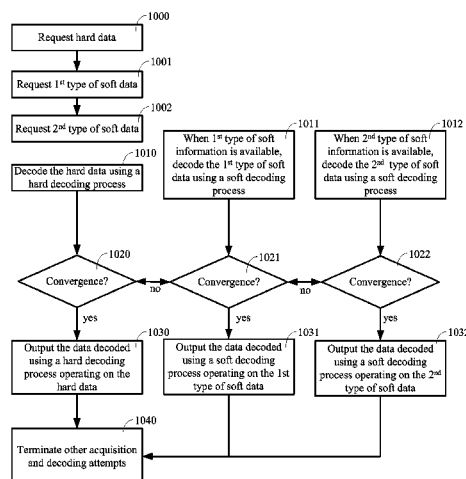 1000
Request hard data
1001
Request 1st type of soft data
1002
Request 2nd type of soft data
1010
Decode the hard data using a
hard decoding process
1011
When 1st type of soft
information is available,
decode the 1st type of soft
data using a soft decoding
process
1012
When 2nd type of soft
information is available,
decode the 2nd type of soft
data using a soft decoding
process
1020
Convergence?
no
1021
Convergence?
no
1022
Convergence?
yes
yes
yes
1030
Output the data decoded
using a hard decoding
process operating on the
hard data
1031
Output the data decoded
using a soft decoding
process operating on the 1st
type of soft data
1032
Output the data decoded
using a soft decoding
process operating on the 2nd
type of soft data
1040
Terminate other acquisition
and decoding attempts